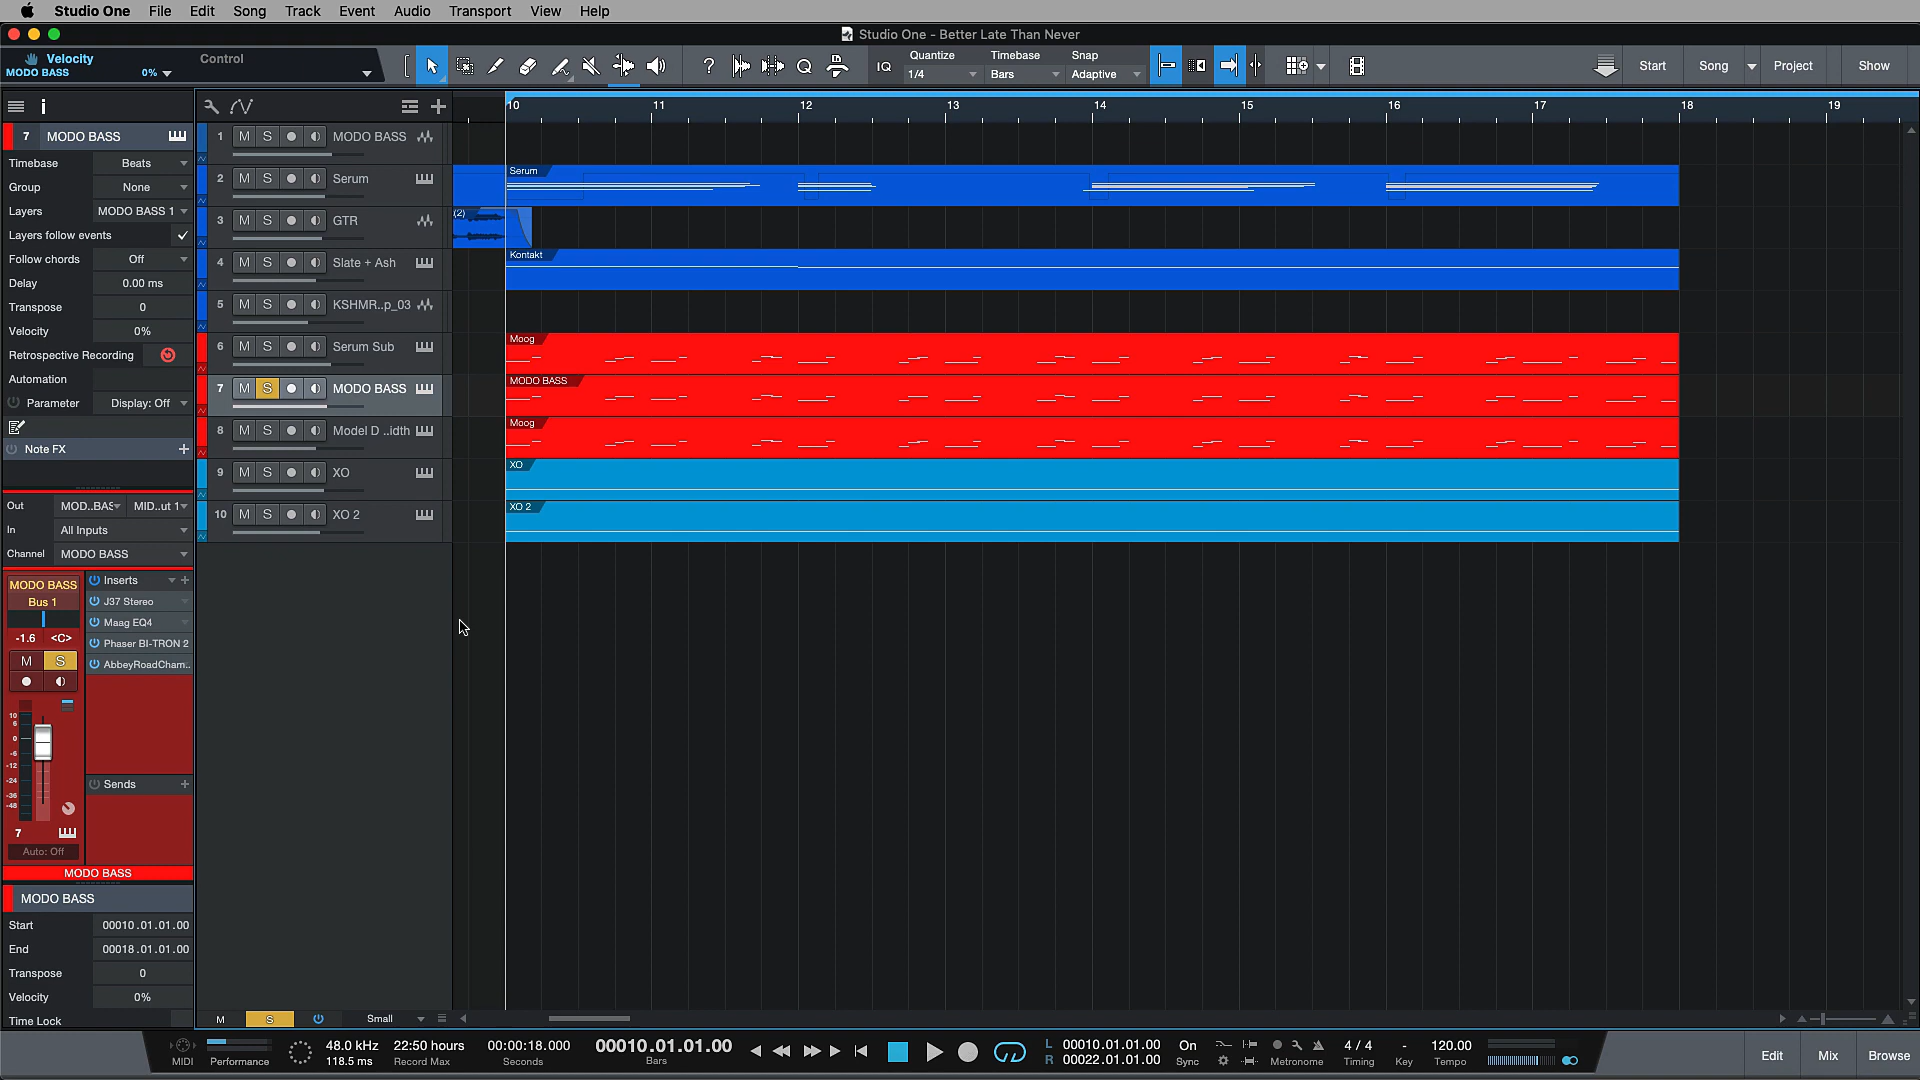 Studio One File Edit Song Track Event Audio Transport View Help
Studio One - Better Late Than Never
Velocity Control
MODO BASS 0%
Quantize Timebase Snap
IQ 1/4 Bars Adaptive
Start Song Project Show
10 11 12 13 14 15 16 17 18 19
7 MODO BASS
Timebase Beats
Group None
Layers MODO BASS 1
Layers follow events
Follow chords Off
Delay 0.00 ms
Transpose 0
Velocity 0%
Retrospective Recording
Automation
Parameter Display: Off
Note FX
Out MOD..BAS MID..ut 1
In All Inputs
Channel MODO BASS
MODO BASS Inserts
Bus 1 J37 Stereo
Maag EQ4
-1.6 <C> Phaser BI-TRON 2
M S AbbeyRoadCham..
10
6
0
-6
-12
-24
-36
-48
Sends
7
Auto: Off
MODO BASS
MODO BASS
Start 00010.01.01.00
End 00018.01.01.00
Transpose 0
Velocity 0%
Time Lock
1 M S MODO BASS
2 M S Serum
3 M S GTR
4 M S Slate + Ash
5 M S KSHMR..p_03
6 M S Serum Sub
7 M S MODO BASS
8 M S Model D ..idth
9 M S XO
10 M S XO 2
Serum
(2)
Kontakt
Moog
MODO BASS
Moog
XO
XO 2
M S Small
MIDI Performance
48.0 kHz 22:50 hours 00:00:18.000 00010.01.01.00
118.5 ms Record Max Seconds Bars
L 00010.01.01.00 On 4 / 4 - 120.00
R 00022.01.01.00 Sync Metronome Timing Key Tempo
Edit Mix Browse